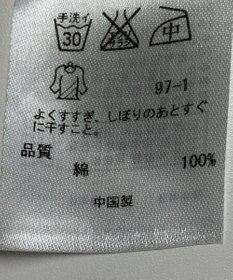 手洗イ
30
中
97-1
よくすすぎ、しぼりのあとすぐ
に干すこと。
品質
綿 100%
中国製